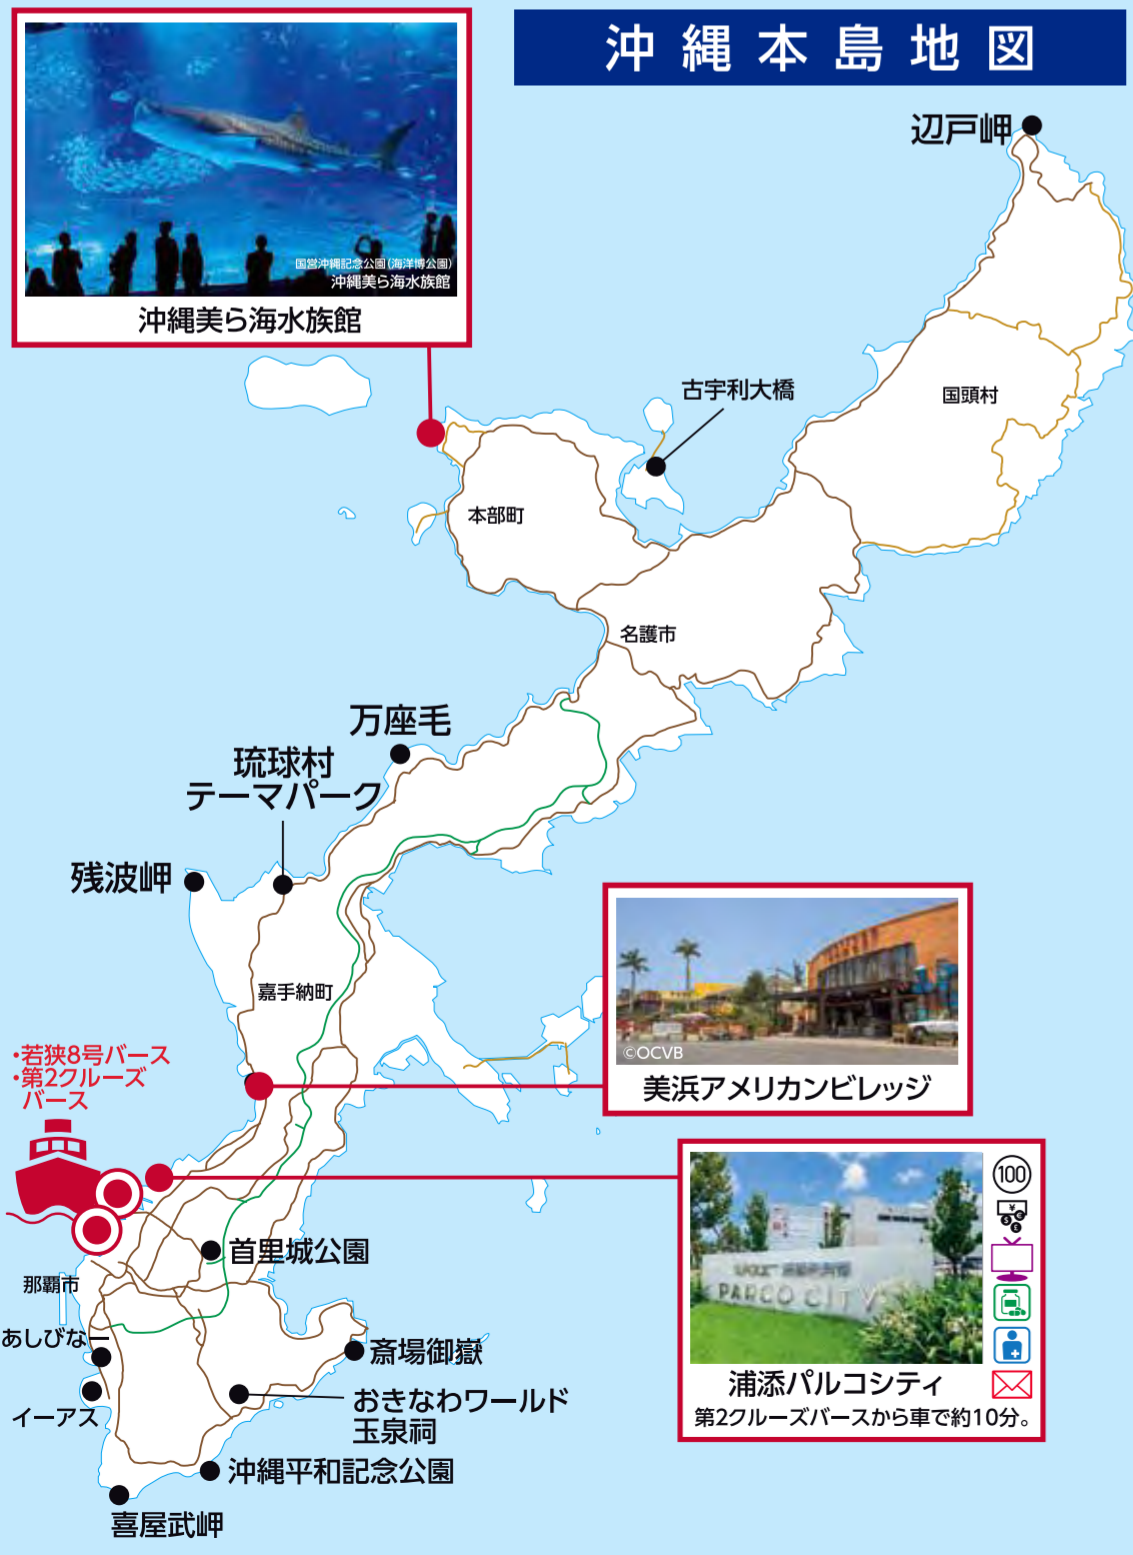 沖縄本島地図
国営沖縄記念公園(海洋博公園)
沖縄美ら海水族館
沖縄美ら海水族館
辺戸岬
古宇利大橋
国頭村
本部町
名護市
万座毛
琉球村
テーマパーク
残波岬
嘉手納町
©OCVB
美浜アメリカンビレッジ
・若狭8号バース
・第2クルーズ
バース
100
¥
$
€
£
PARCO CITY
浦添パルコシティ
第2クルーズバースから車で約10分。
首里城公園
那覇市
あしびなー
イーアス
斎場御嶽
おきなわワールド
玉泉祠
沖縄平和記念公園
喜屋武岬